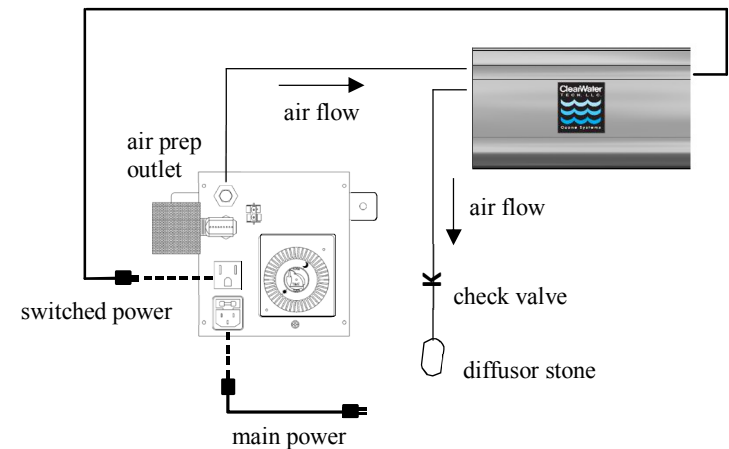 ClearWater
TECH, LLC.
Ozone Systems
air flow
air prep
outlet
air flow
switched power
check valve
diffusor stone
main power